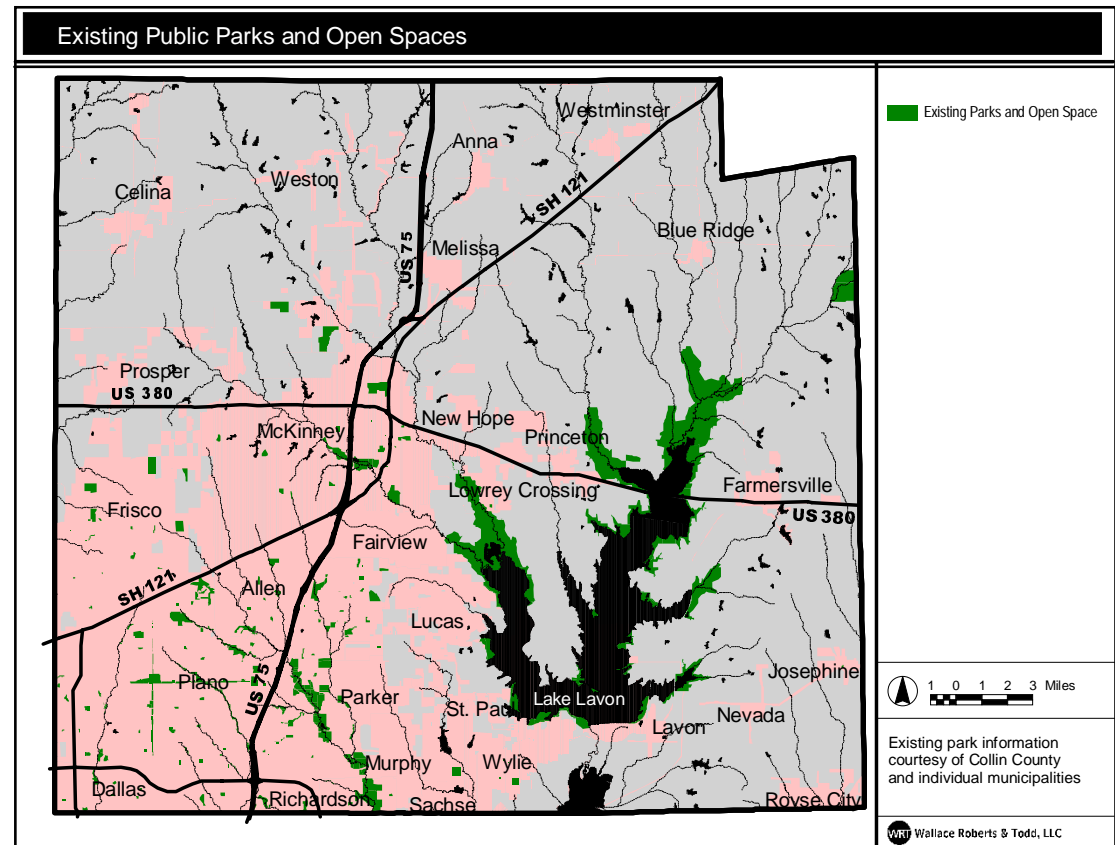 Existing Public Parks and Open Spaces
Existing Parks and Open Space
Westminster
Anna
Weston
Celina
SH 121
Blue Ridge
US 75
Melissa
Prosper
US 380
New Hope
McKinney
Princeton
Lowrey Crossing
Farmersville
US 380
Frisco
Fairview
SH 121
Allen
Lucas
Josephine
Plano
US 75
Parker
St. Paul
Lake Lavon
Lavon
Nevada
Murphy
Wylie
Dallas
Richardson
Sachse
Royse City
1 0 1 2 3 Miles
Existing park information
courtesy of Collin County
and individual municipalities
WRT Wallace Roberts & Todd, LLC